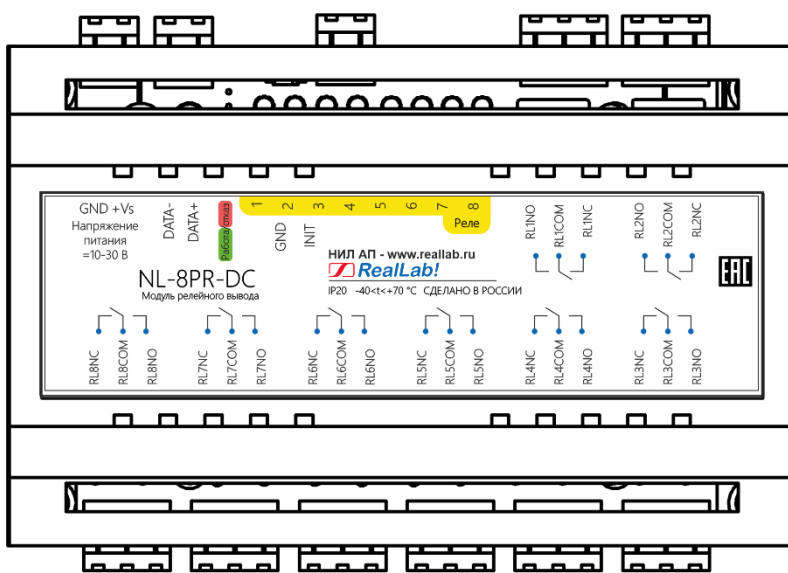 GND +Vs
Напряжение
питания
=10-30 В
DATA-
DATA+
Работа/отказ
1 2 3 4 5 6 7 8
Реле
GND
INIT
RL1NO
RL1COM
RL1NC
RL2NO
RL2COM
RL2NC
НИЛ АП - www.reallab.ru
RealLab!
NL-8PR-DC
Модуль релейного вывода
IP20 -40<t<+70 °C СДЕЛАНО В РОССИИ
EAC
RL8NC
RL8COM
RL8NO
RL7NC
RL7COM
RL7NO
RL6NC
RL6COM
RL6NO
RL5NC
RL5COM
RL5NO
RL4NC
RL4COM
RL4NO
RL3NC
RL3COM
RL3NO